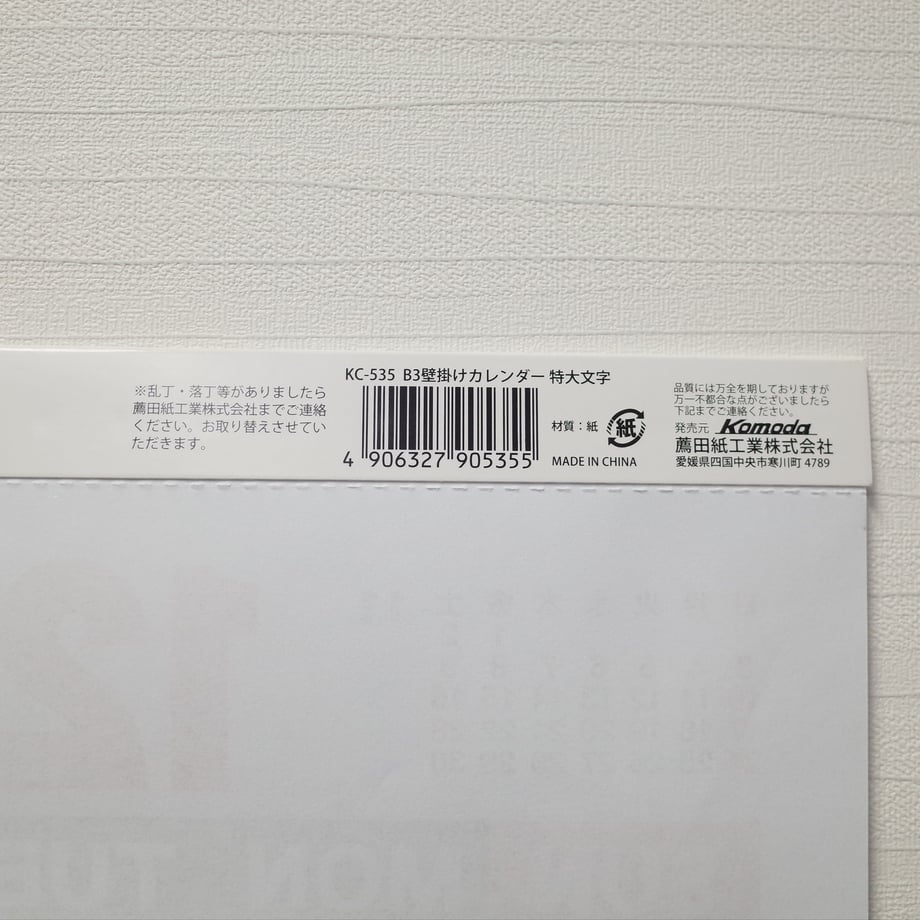 ※乱丁・落丁等がありましたら
薦田紙工業株式会社までご連絡
ください。お取り替えさせてい
ただきます。
KC-535 B3壁掛けカレンダー 特大文字
4 906327 905355
材質：紙
紙
MADE IN CHINA
品質には万全を期しておりますが
万一不都合な点がございましたら
下記までご連絡ください。
発売元 Komoda
薦田紙工業株式会社
愛媛県四国中央市寒川町 4789
12
MON TUE